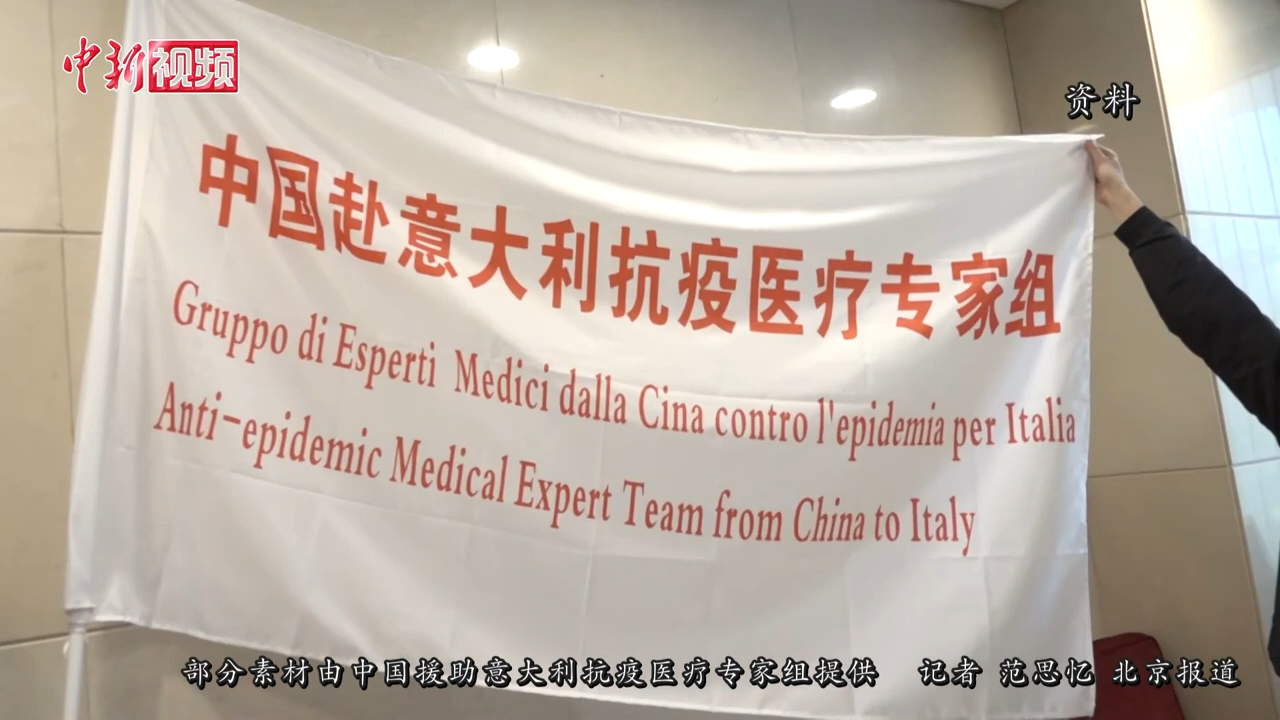 中新视频
资料
中国赴意大利抗疫医疗专家组
Gruppo di Esperti Medici dalla Cina contro l'epidemia per Italia
Anti-epidemic Medical Expert Team from China to Italy
部分素材由中国援助意大利抗疫医疗专家组提供 记者 范思忆 北京报道